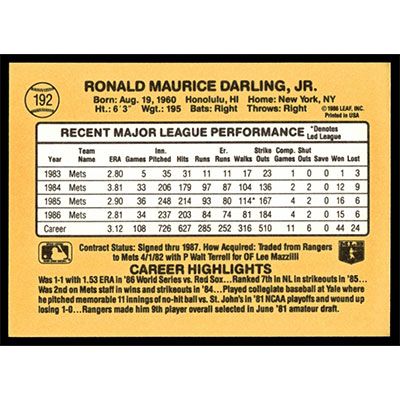 192
RONALD MAURICE DARLING, JR.
Born: Aug. 19, 1960 Honolulu, HI Home: New York, NY
Ht.: 6'3" Wgt.: 195 Bats: Right Throws: Right
© 1986 LEAF, INC.
Printed in USA
RECENT MAJOR LEAGUE PERFORMANCE *Denotes Led League
Year Team Name ERA Games Inn. Pitched Hits Runs Er. Runs Walks Strike Outs Comp. Games Shut Outs Save Won Lost
1983 Mets 2.80 5 35 31 11 11 17 23 1 0 0 1 3
1984 Mets 3.81 33 206 179 97 87 104 136 2 2 0 12 9
1985 Mets 2.90 36 248 214 93 80 114* 167 4 2 0 16 6
1986 Mets 2.81 34 237 203 84 74 81 184 4 2 0 15 6
Career 3.12 108 726 627 285 252 316 510 11 6 0 44 24
Contract Status: Signed thru 1987. How Acquired: Traded from Rangers
to Mets 4/1/82 with P Walt Terrell for OF Lee Mazzilli
CAREER HIGHLIGHTS
Was 1-1 with 1.53 ERA in '86 World Series vs. Red Sox... Ranked 7th in NL in strikeouts in '85...
Was 2nd on Mets staff in wins and strikeouts in '84... Played collegiate baseball at Yale where
he pitched memorable 11 innings of no-hit ball vs. St. John's in '81 NCAA playoffs and wound up
losing 1-0... Rangers made him 9th player overall selected in June '81 amateur draft.